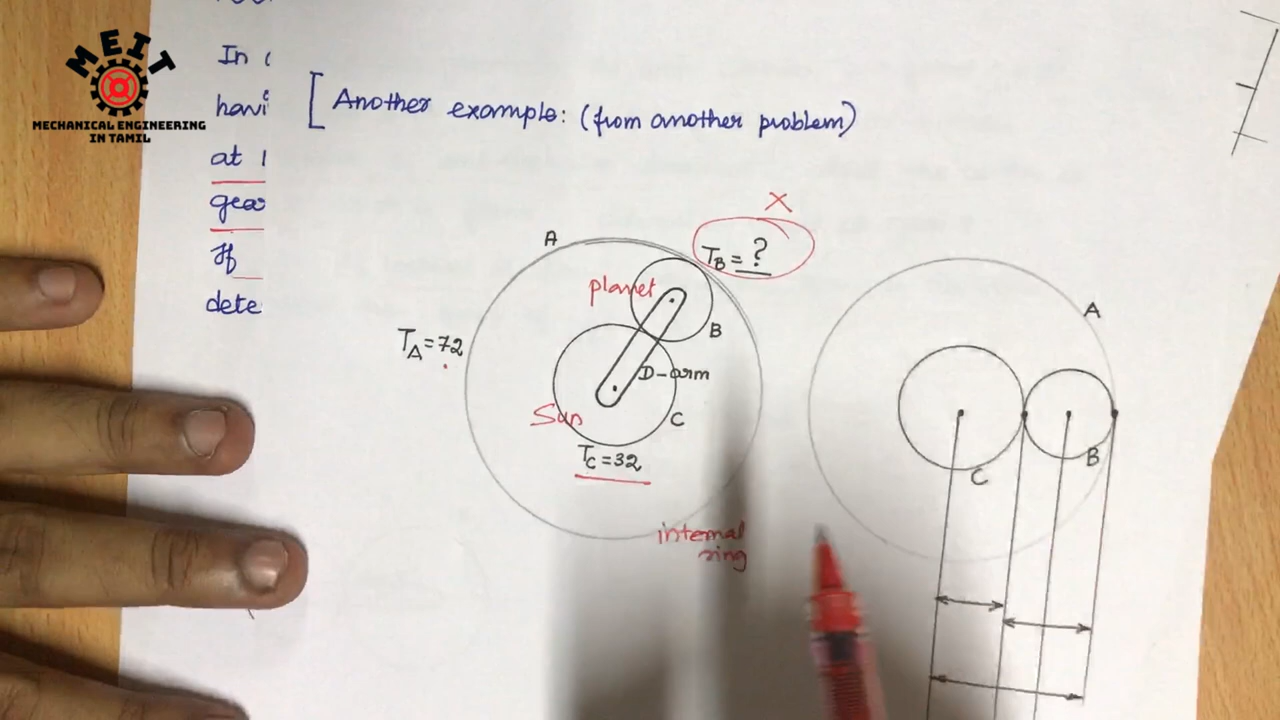 MEIT
MECHANICAL ENGINEERING
IN TAMIL
In
havi
at
gear
If
dete
[Another example: (from another problem)
X
A
TB = ?
planet
B
TA = 72
D-arm
Sun
C
TC = 32
internal
ring
A
B
C